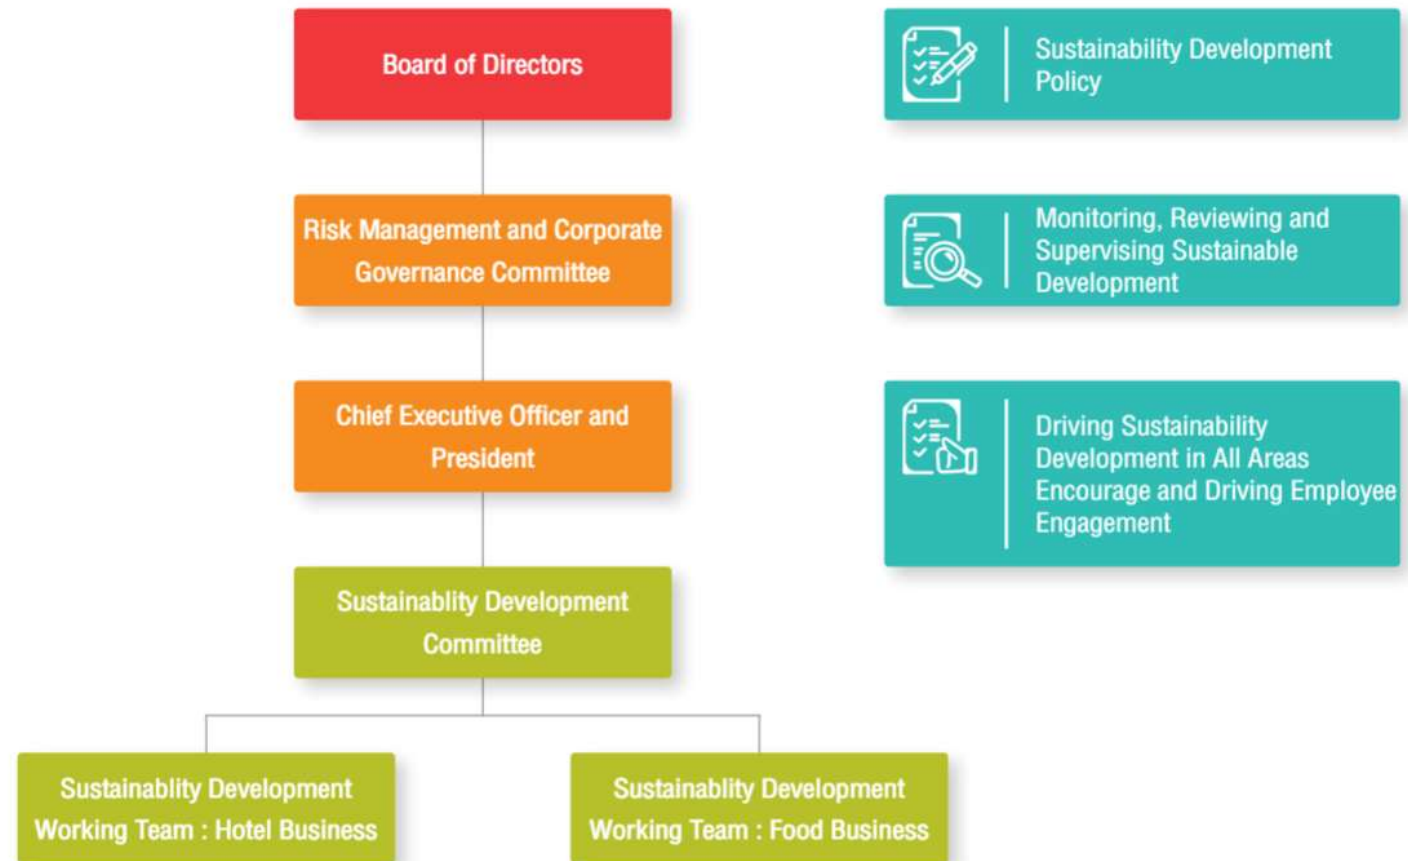 Board of Directors
Sustainability Development
Policy
Risk Management and Corporate
Governance Committee
Monitoring, Reviewing and
Supervising Sustainable
Development
Chief Executive Officer and
President
Driving Sustainability
Development in All Areas
Encourage and Driving Employee
Engagement
Sustainablity Development
Committee
Sustainablity Development
Working Team : Hotel Business
Sustainablity Development
Working Team : Food Business